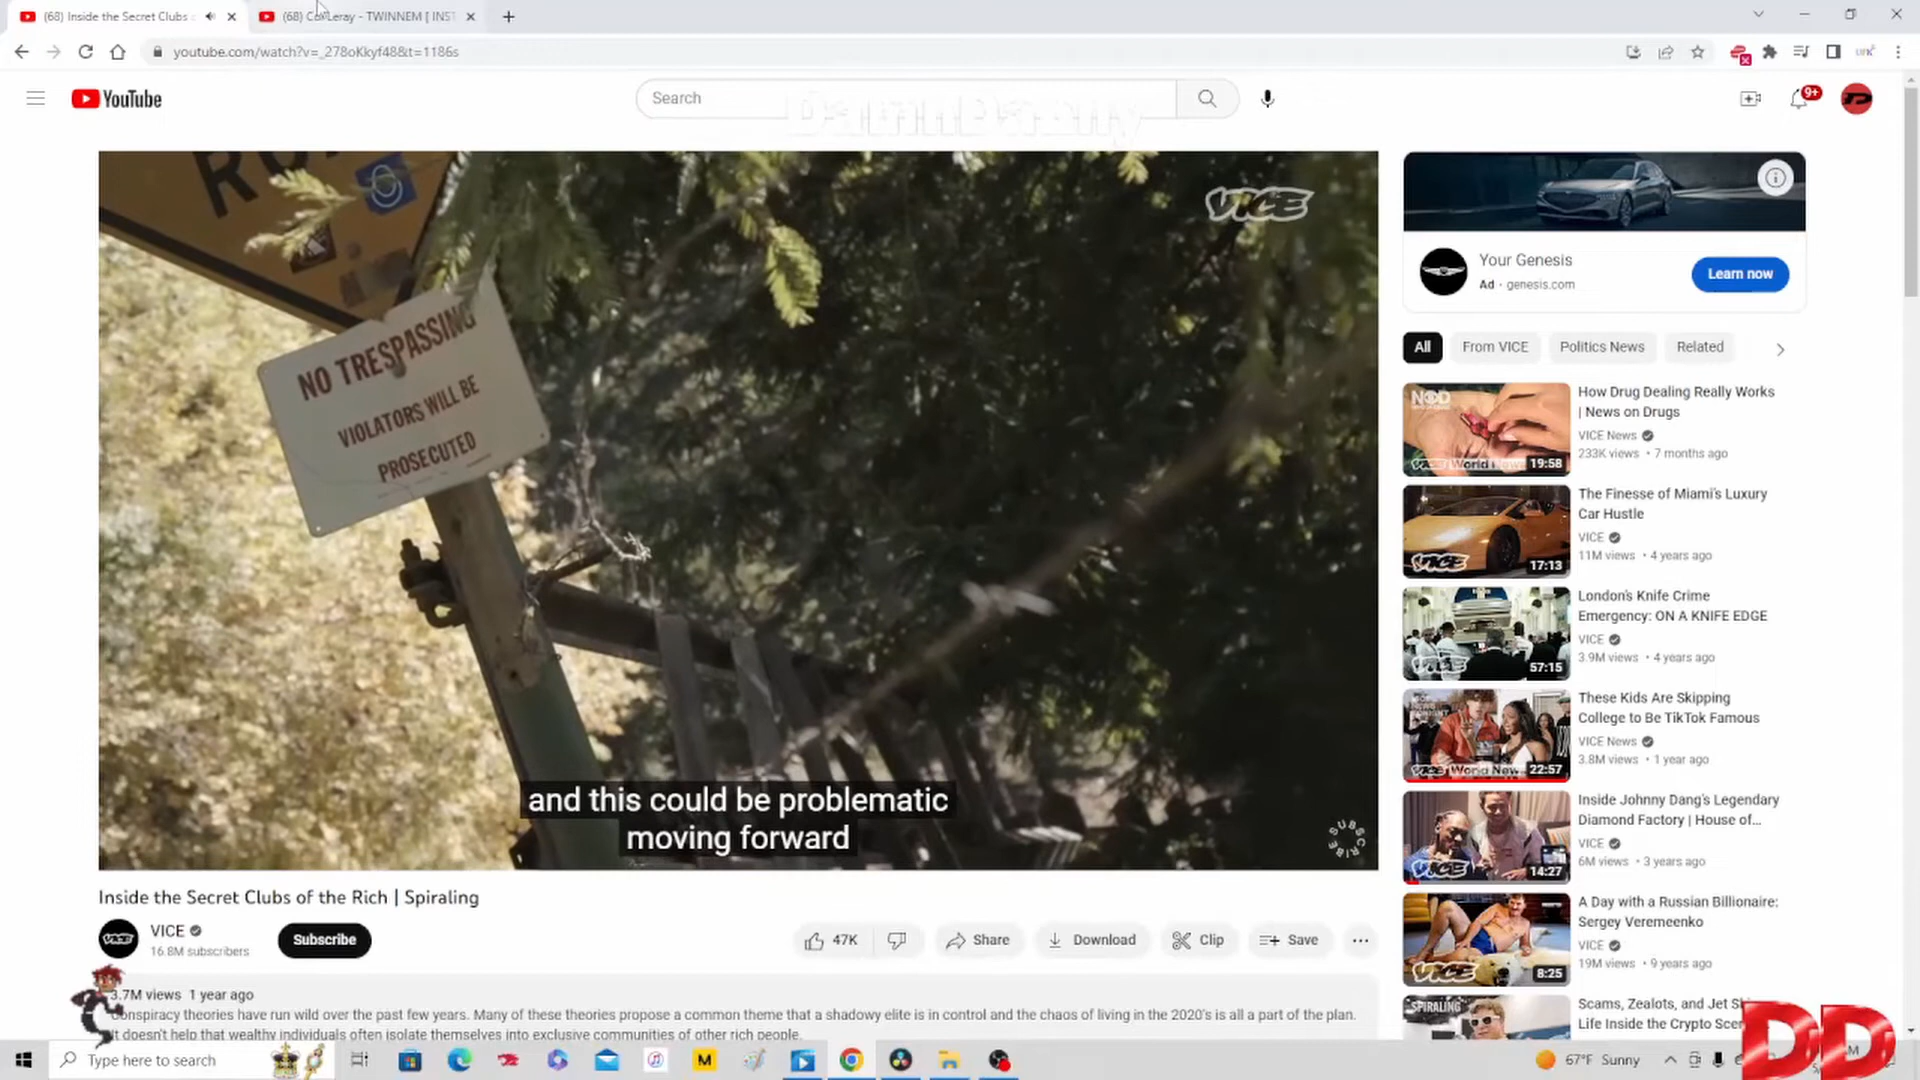 (68) Inside the Secret Clubs
(68) Coi Leray - TWINNEM [ INST
youtube.com/watch?v=_278oKkyf48&t=1186s
YouTube
Search
9+
DamnDanny
VICE
NO TRESPASSING
VIOLATORS WILL BE
PROSECUTED
and this could be problematic
moving forward
SUBSCRIBE
Inside the Secret Clubs of the Rich | Spiraling
VICE
16.8M subscribers
Subscribe
47K
Share
Download
Clip
Save
3.7M views 1 year ago
Conspiracy theories have run wild over the past few years. Many of these theories propose a common theme that a shadowy elite is in control and the chaos of living in the 2020's is all a part of the plan.
It doesn't help that wealthy individuals often isolate themselves into exclusive communities of other rich people.
Your Genesis
Ad · genesis.com
Learn now
All
From VICE
Politics News
Related
How Drug Dealing Really Works
| News on Drugs
VICE News
233K views • 7 months ago
19:58
The Finesse of Miami's Luxury
Car Hustle
VICE
11M views • 4 years ago
17:13
London's Knife Crime
Emergency: ON A KNIFE EDGE
VICE
3.9M views • 4 years ago
57:15
These Kids Are Skipping
College to Be TikTok Famous
VICE News
3.8M views • 1 year ago
22:57
Inside Johnny Dang's Legendary
Diamond Factory | House of...
VICE
6M views • 3 years ago
14:27
A Day with a Russian Billionaire:
Sergey Veremeenko
VICE
19M views • 9 years ago
8:25
SPIRALING
Scams, Zealots, and Jet
Life Inside the Crypto
DD
Type here to search
67°F Sunny